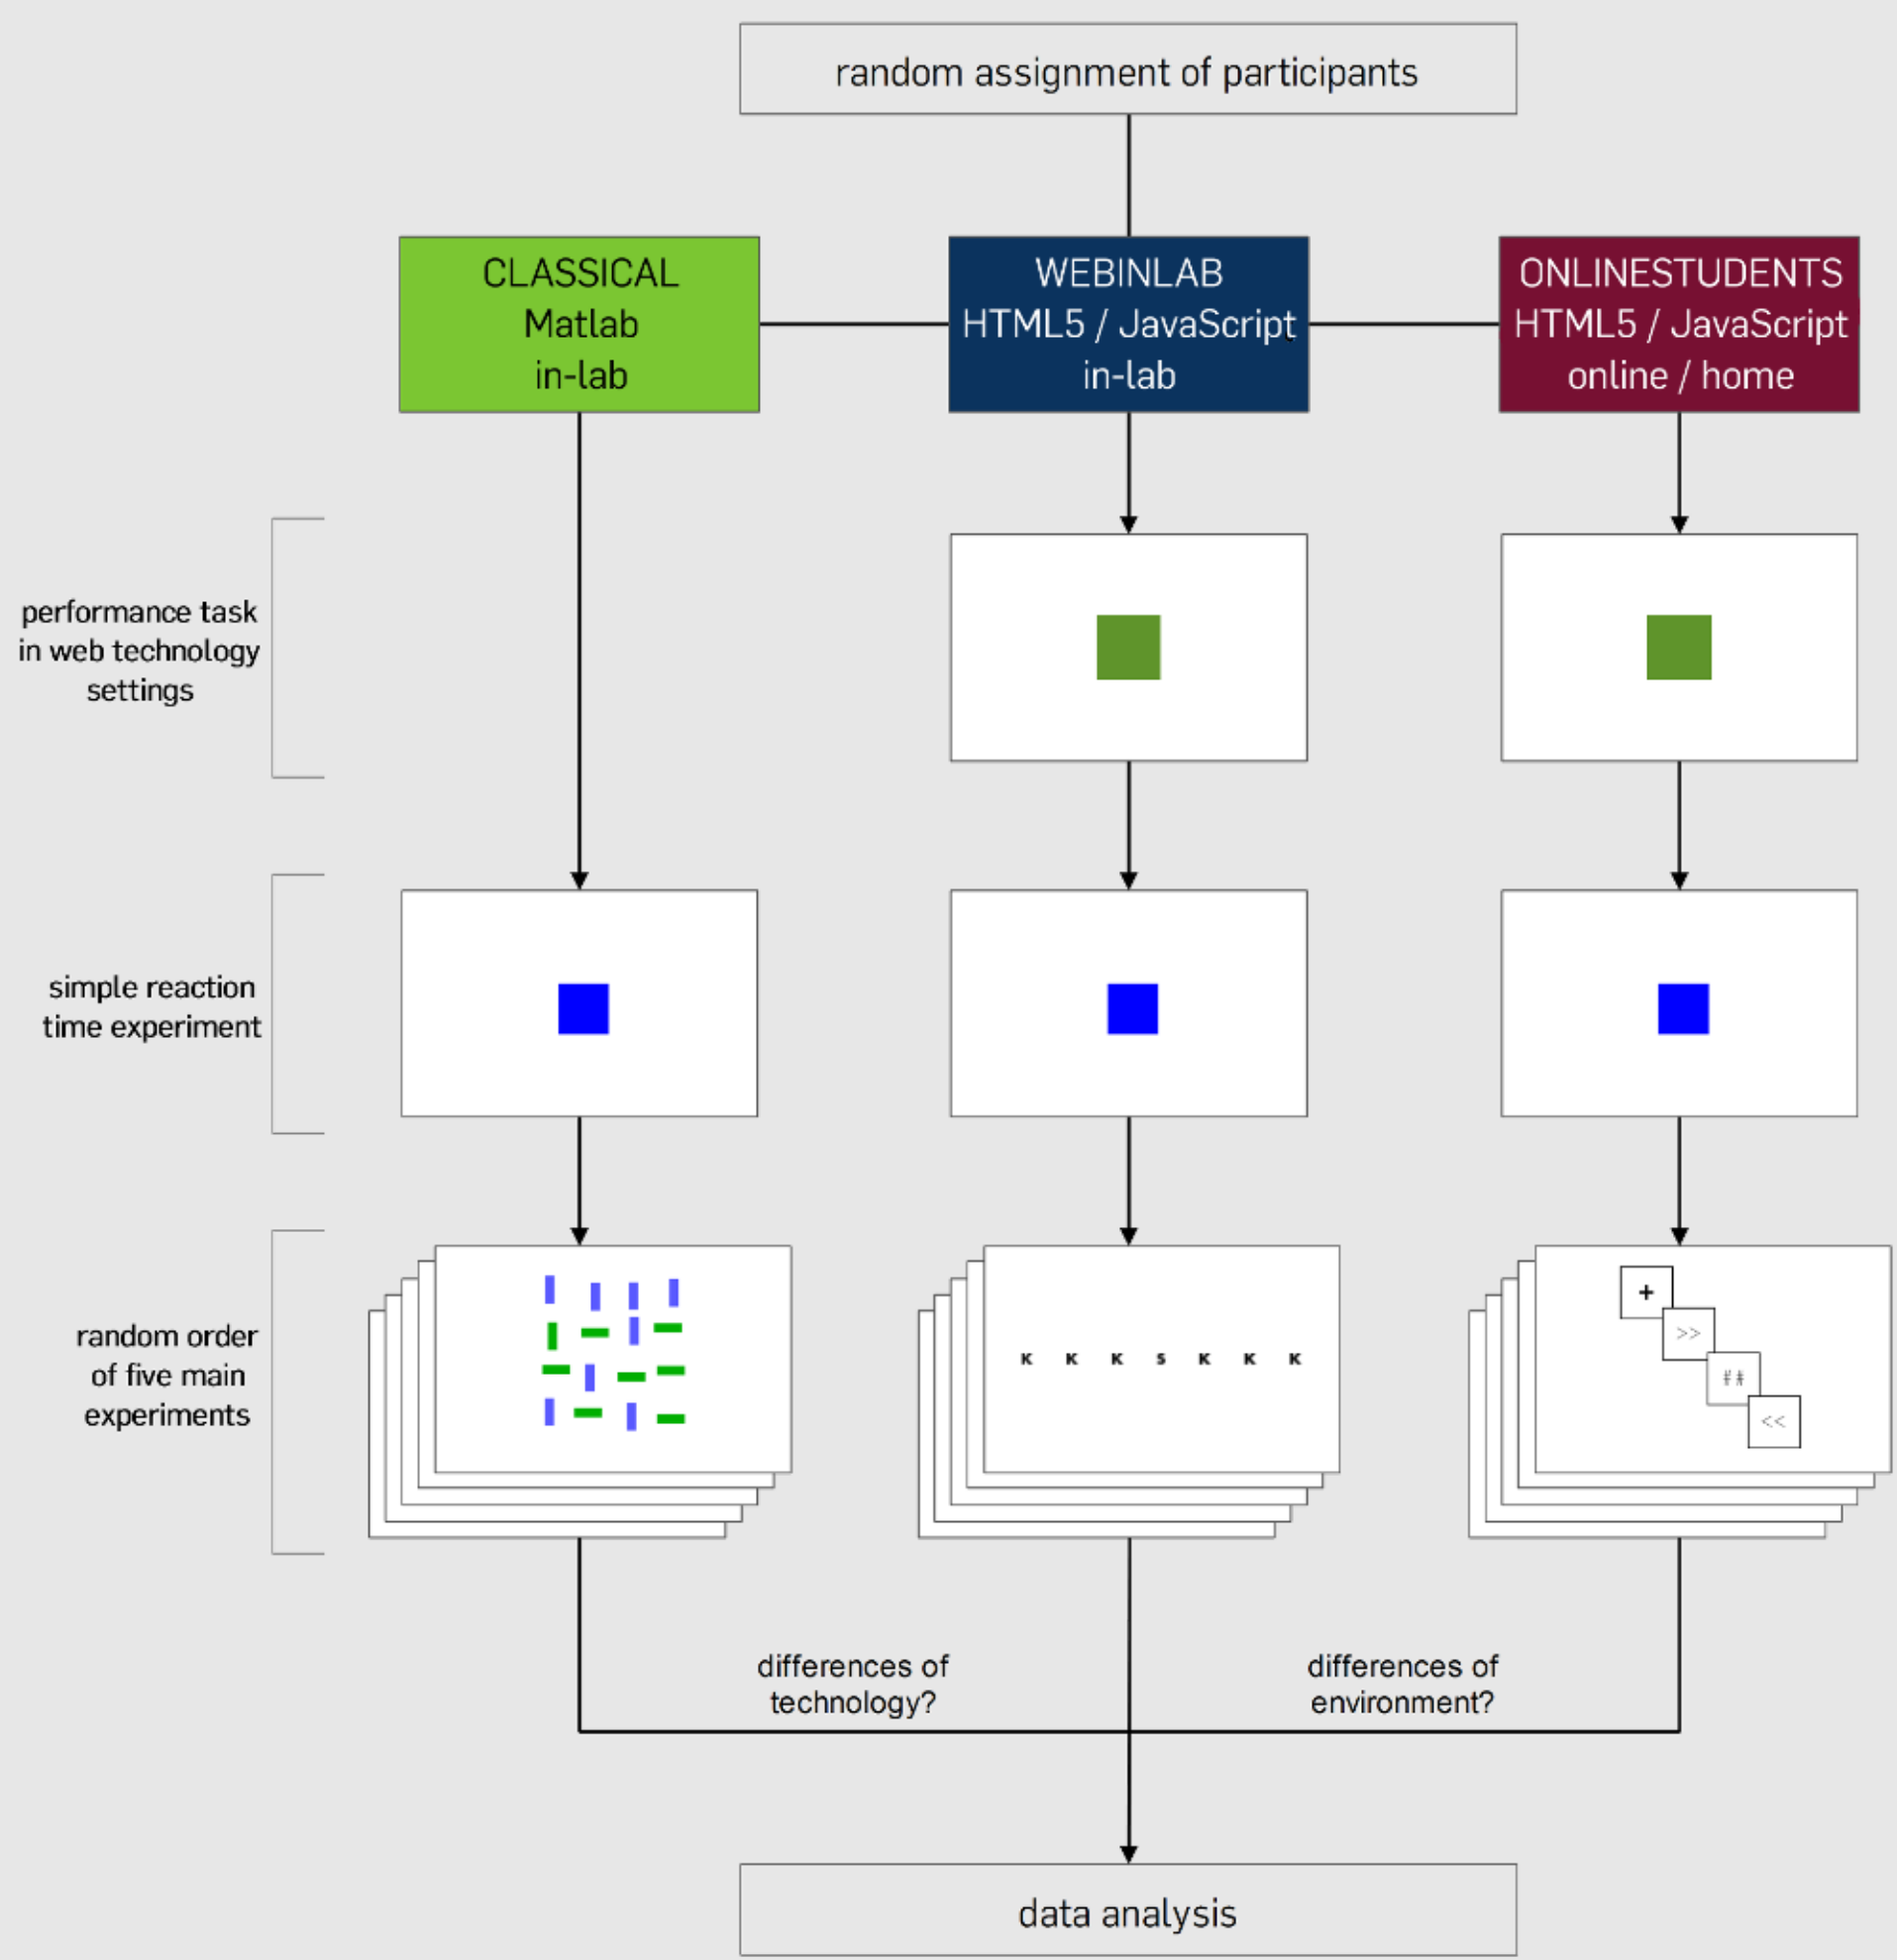 random assignment of participants
CLASSICAL
Matlab
in-lab
WEBINLAB
HTML5 / JavaScript
in-lab
ONLINESTUDENTS
HTML5 / JavaScript
online / home
performance task
in web technology
settings
simple reaction
time experiment
random order
of five main
experiments
K K K S K K K
+
>>
##
<<
differences of
technology?
differences of
environment?
data analysis